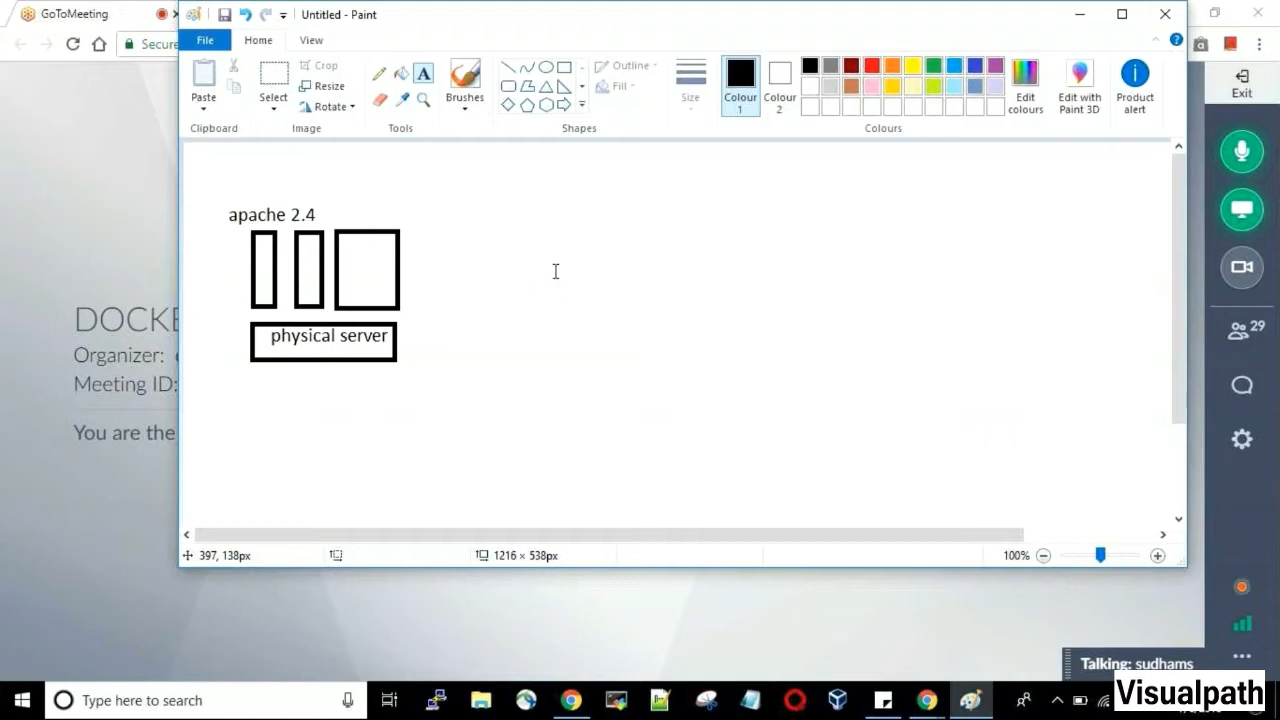 GoToMeeting
Untitled - Paint
Secure
File
Home
View
Exit
Paste
Select
Crop
Resize
Rotate
A
Brushes
Outline
Fill
Size
Colour
1
Colour
2
Edit
colours
Edit with
Paint 3D
Product
alert
Clipboard
Image
Tools
Shapes
Colours
apache 2.4
physical server
DOCKE
Organizer:
Meeting ID:
You are the
29
397, 138px
1216 × 538px
100%
Talking: sudhams
Type here to search
Visualpath